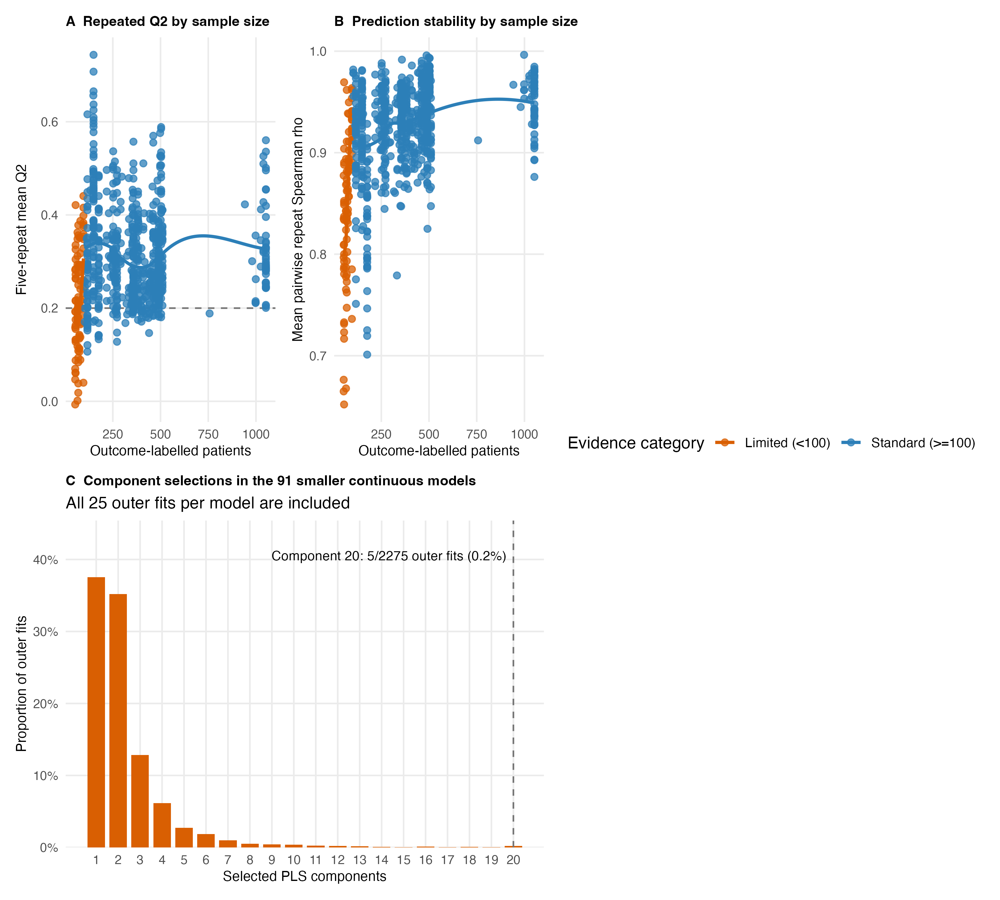 A Repeated Q2 by sample size
Five-repeat mean Q2
0.6
0.4
0.2
0.0
250 500 750 1000
Outcome-labelled patients
B Prediction stability by sample size
Mean pairwise repeat Spearman rho
1.0
0.9
0.8
0.7
250 500 750 1000
Outcome-labelled patients
Evidence category Limited (<100) Standard (>=100)
C Component selections in the 91 smaller continuous models
All 25 outer fits per model are included
Component 20: 5/2275 outer fits (0.2%)
Proportion of outer fits
40%
30%
20%
10%
0%
1 2 3 4 5 6 7 8 9 10 11 12 13 14 15 16 17 18 19 20
Selected PLS components